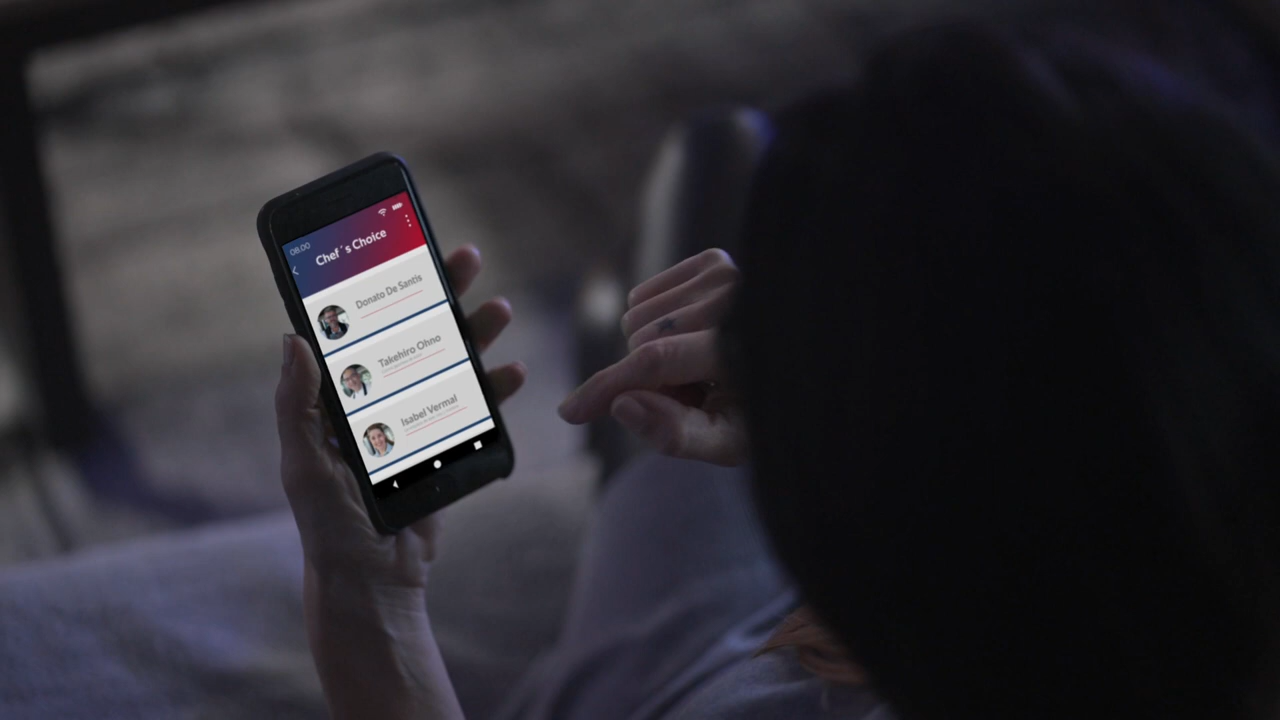 08.00
Chef´s Choice
Donato De Santis
Takehiro Ohno
Isabel Vermal